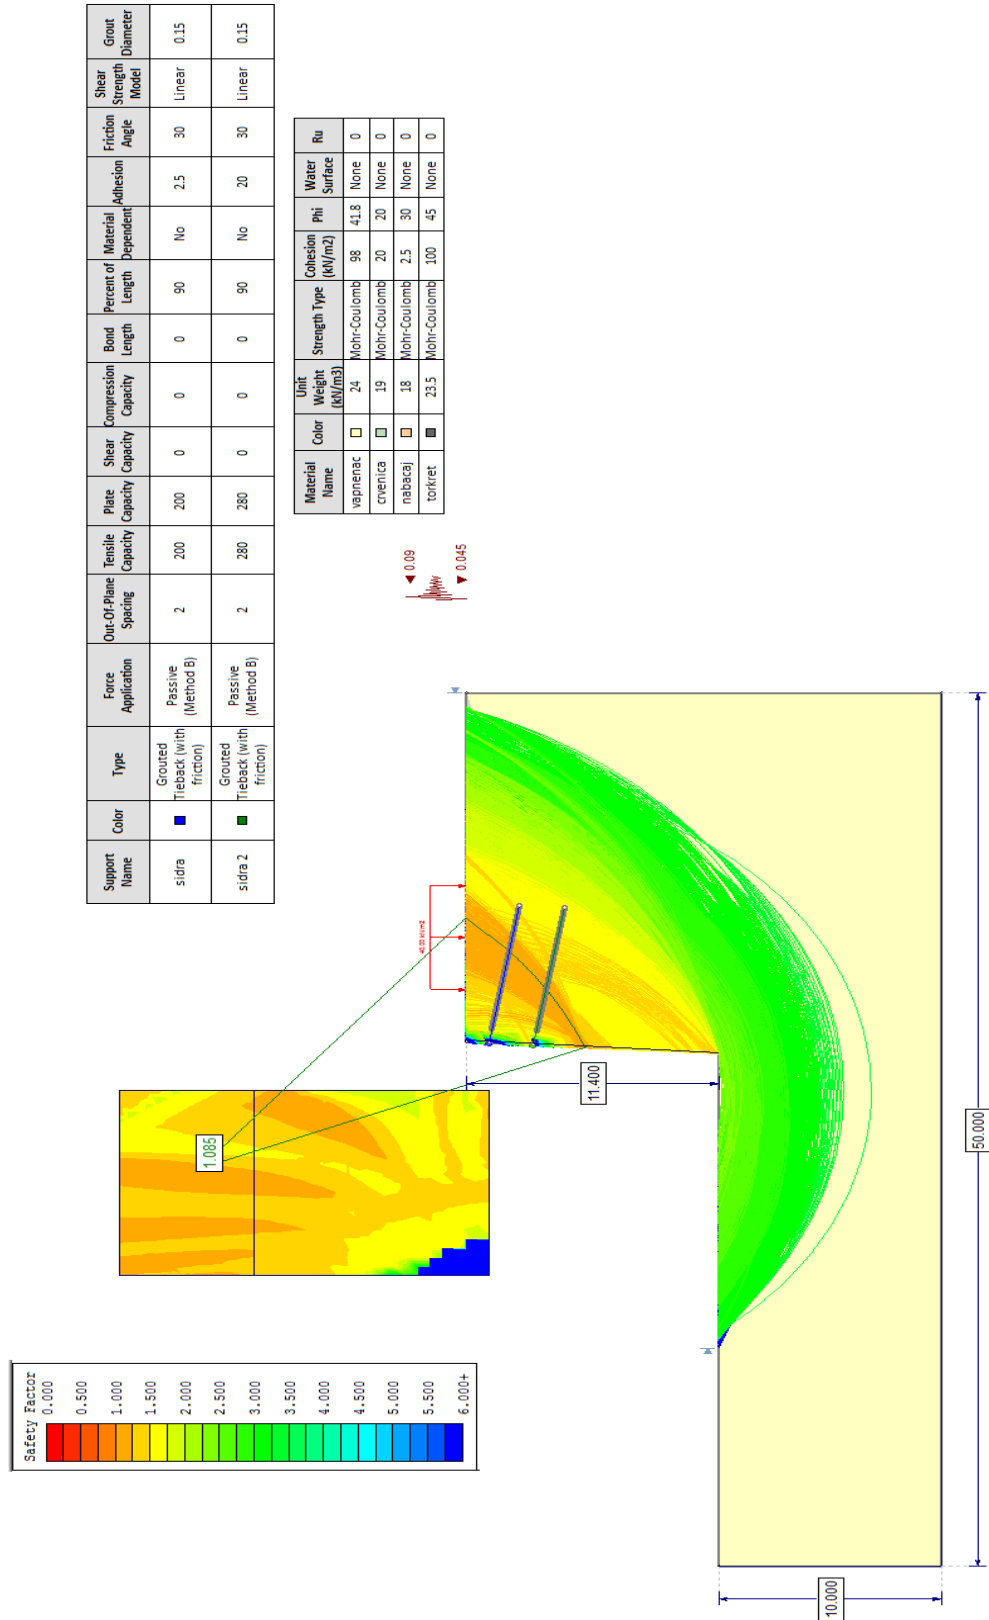 Support Name Color Type Force Application Out-Of-Plane Spacing Tensile Capacity Plate Capacity Shear Capacity Compression Capacity Bond Length Percent of Length Material Dependent Adhesion Friction Angle Shear Strength Model Grout Diameter
sidra Grouted Tieback (with friction) Passive (Method B) 2 200 200 0 0 0 90 No 2.5 30 Linear 0.15
sidra 2 Grouted Tieback (with friction) Passive (Method B) 2 280 280 0 0 0 90 No 20 30 Linear 0.15
Material Name Color Unit Weight (kN/m3) Strength Type Cohesion (kN/m2) Phi Water Surface Ru
vapnenac 24 Mohr-Coulomb 98 41.8 None 0
crvenica 19 Mohr-Coulomb 20 20 None 0
nabacaj 18 Mohr-Coulomb 2.5 30 None 0
torkret 23.5 Mohr-Coulomb 100 45 None 0
0.09
0.045
Safety Factor
0.000
0.500
1.000
1.500
2.000
2.500
3.000
3.500
4.000
4.500
5.000
5.500
6.000+
1.085
40.00 kN/m2
11.400
10.000
50.000